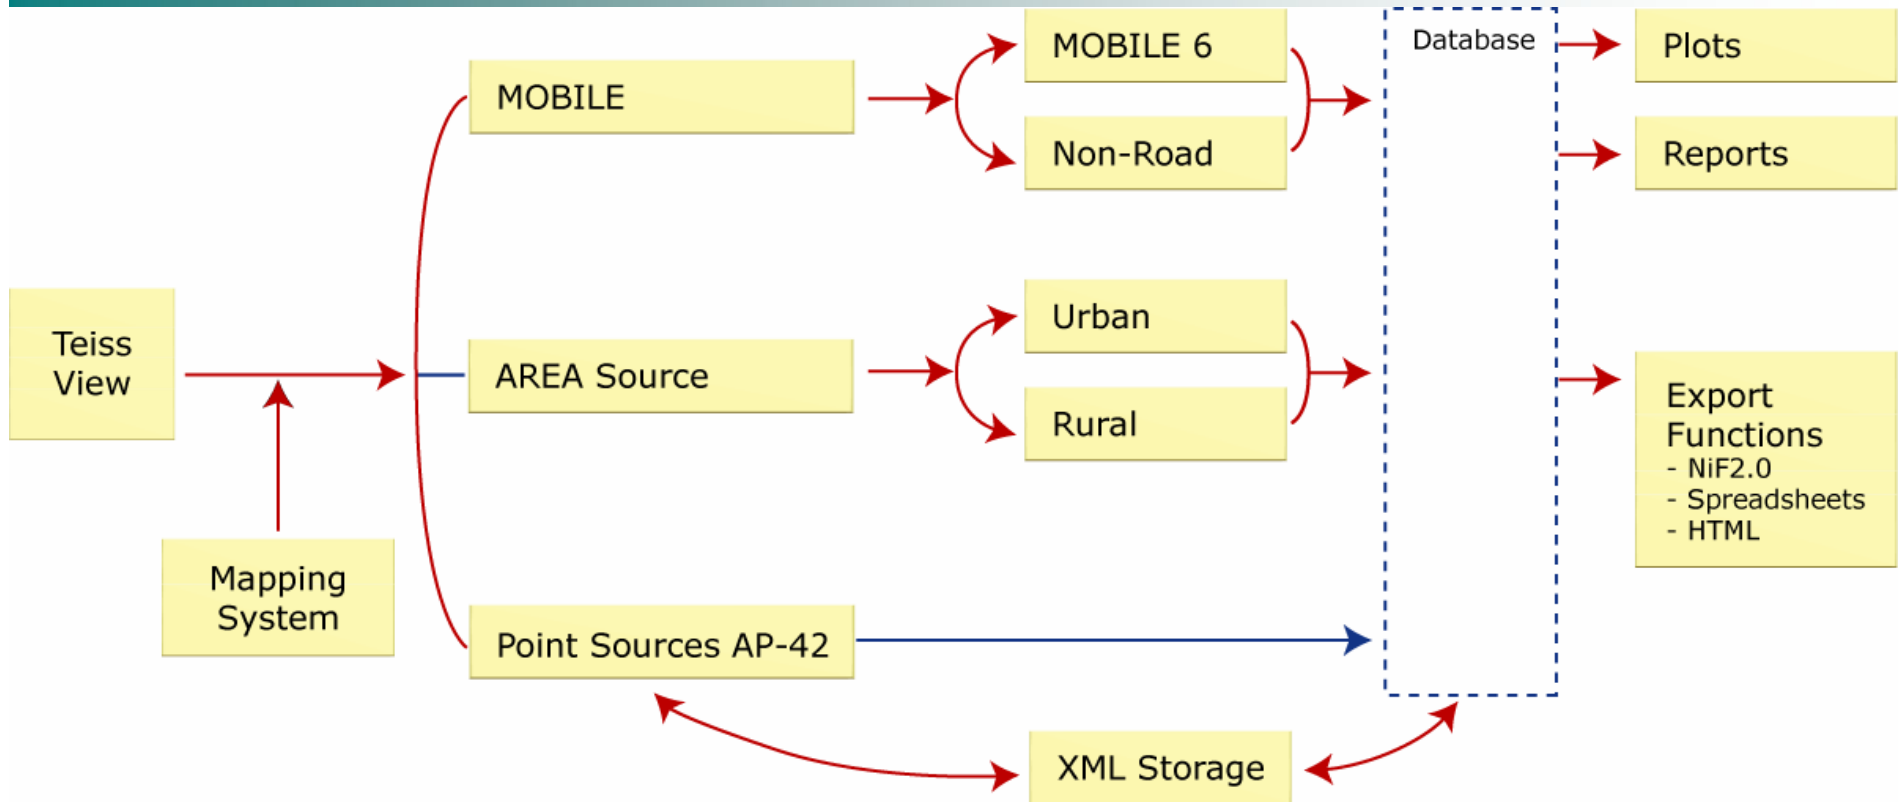 MOBILE
MOBILE 6
Non-Road
Database
Plots
Reports
Teiss
View
Mapping
System
AREA Source
Urban
Rural
Export
Functions
- NiF2.0
- Spreadsheets
- HTML
Point Sources AP-42
XML Storage